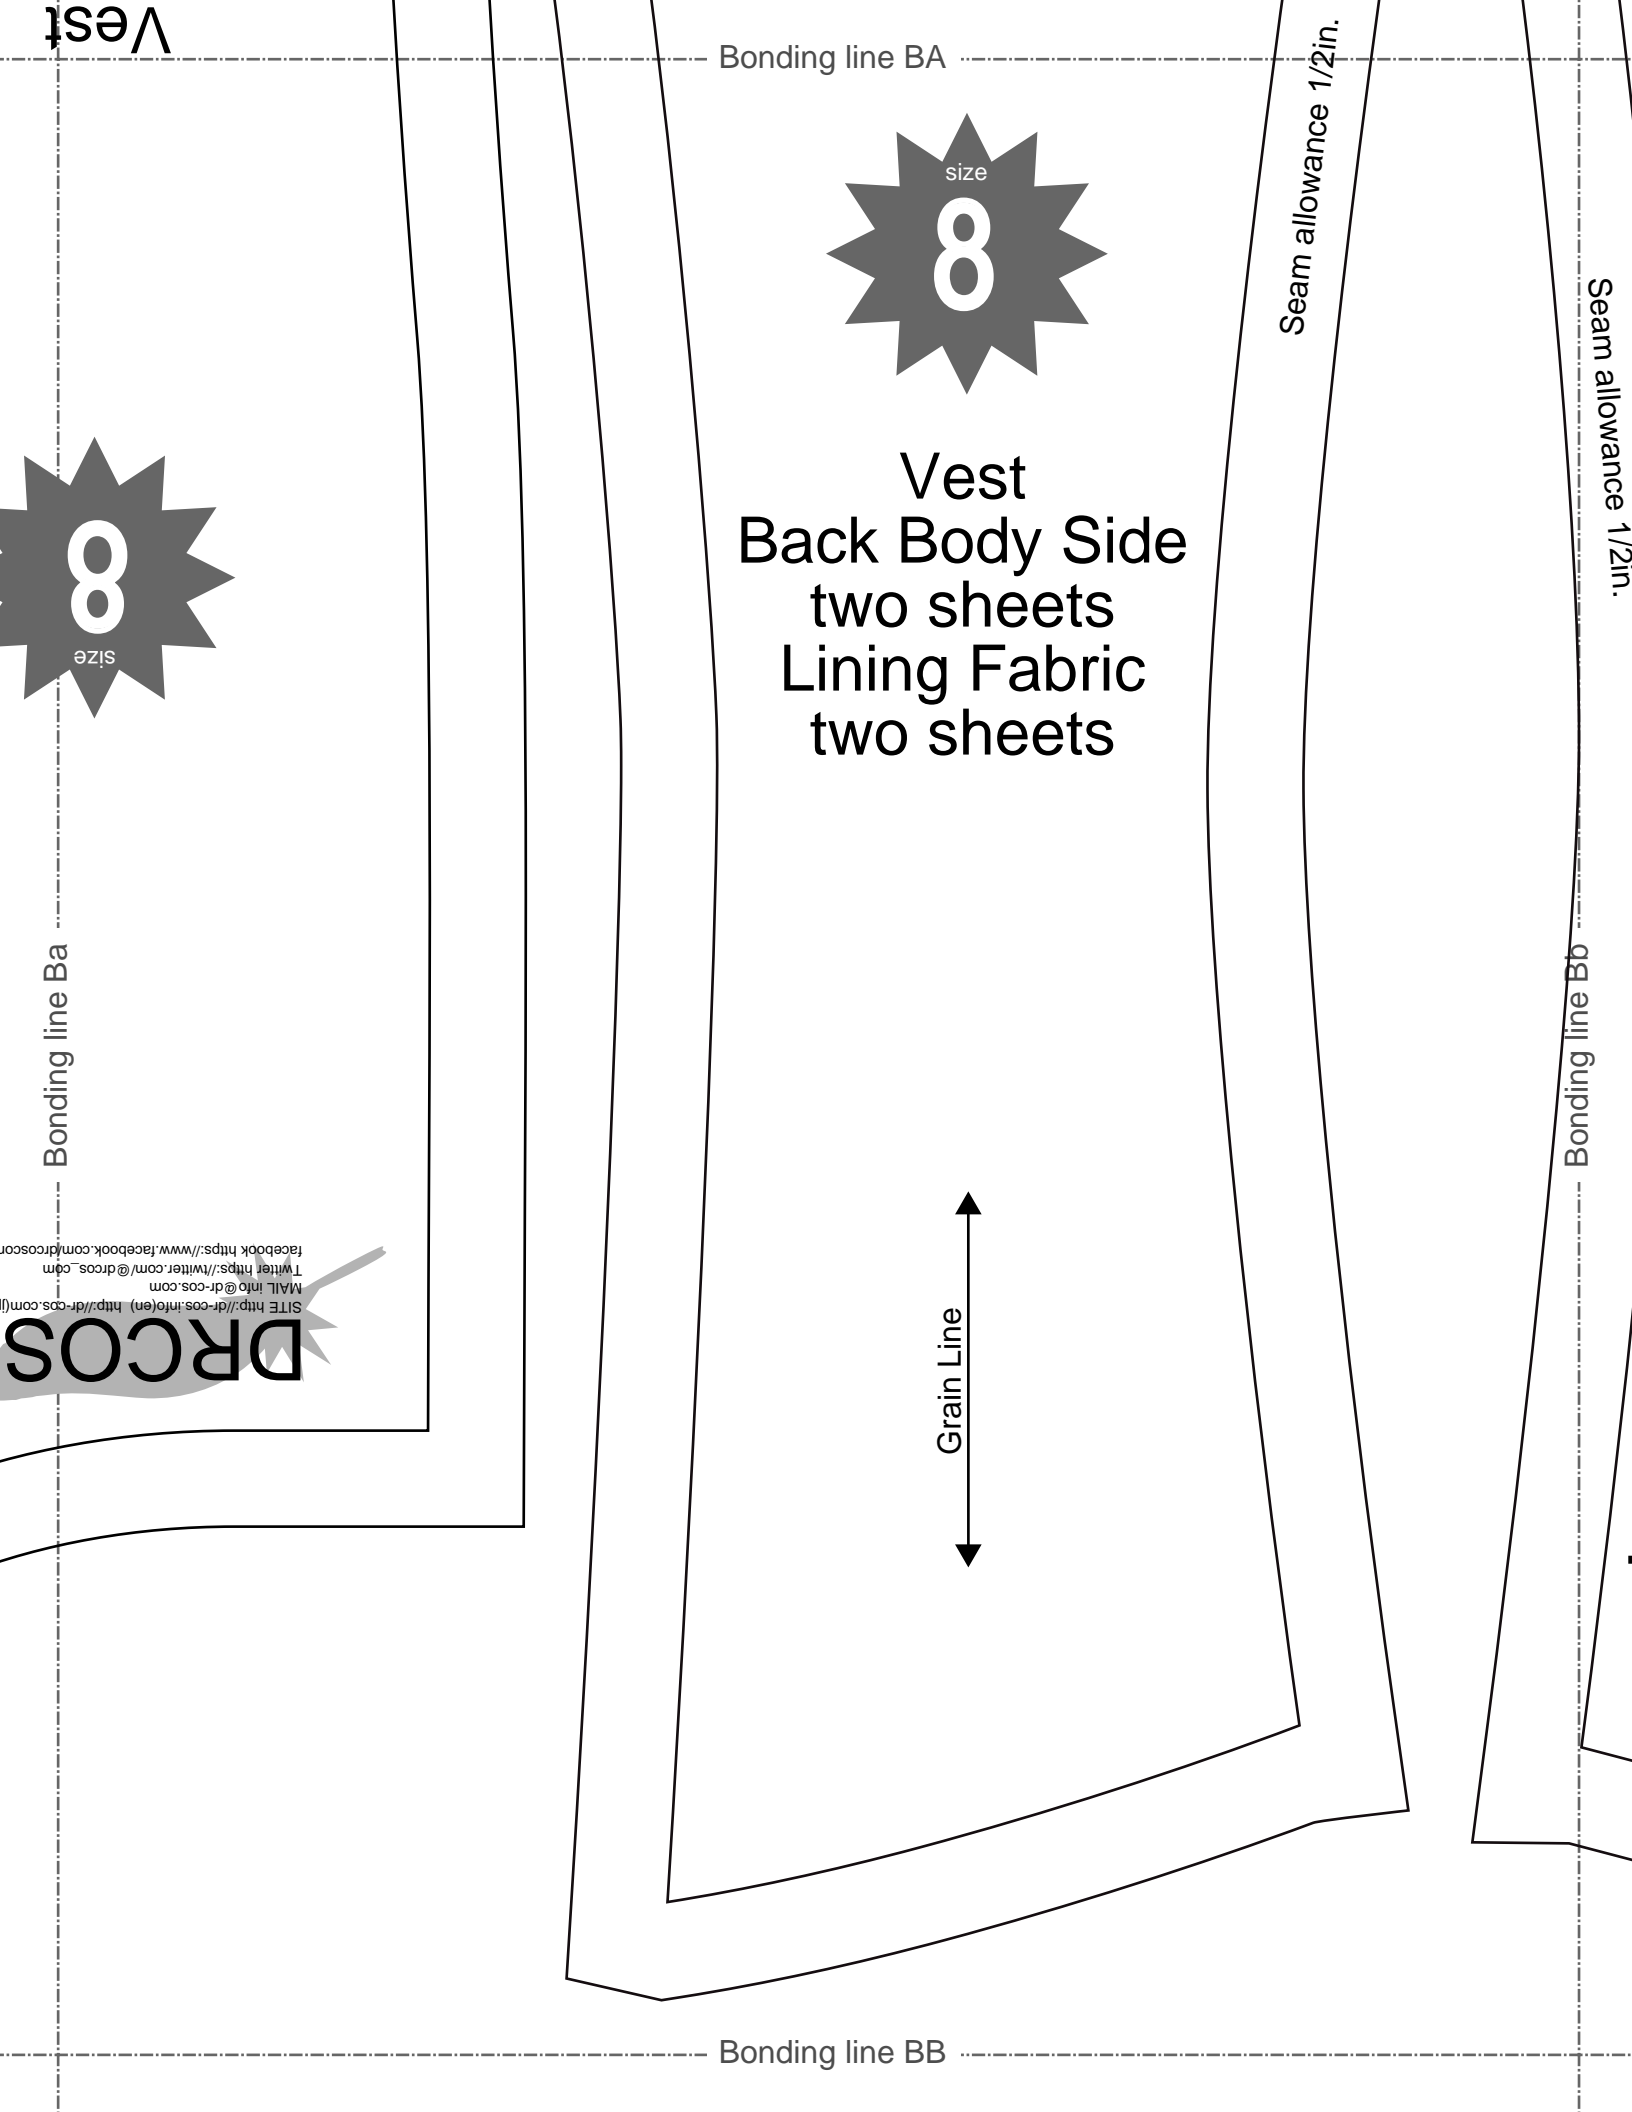 Vest
Bonding line BA
Seam allowance 1/2in.
size
8
Seam allowance 1/2in.
Vest
Back Body Side
two sheets
Lining Fabric
two sheets
8
size
Bonding line Ba
Bonding line Bb
Grain Line
DRCOS
SITE http://dr-cos.info(en) http://dr-cos.com(j
MAIL info@dr-cos.com
Twitter https://twitter.com/@drcos_com
facebook https://www.facebook.com/drcoscor
Bonding line BB